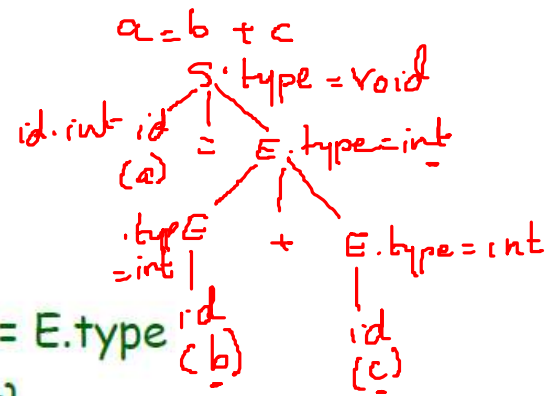 a = b + c
S.type = void
id.int id = E.type = int
(a)
.type E + E.type = int
= int
id id
= E.type
(b) (c)